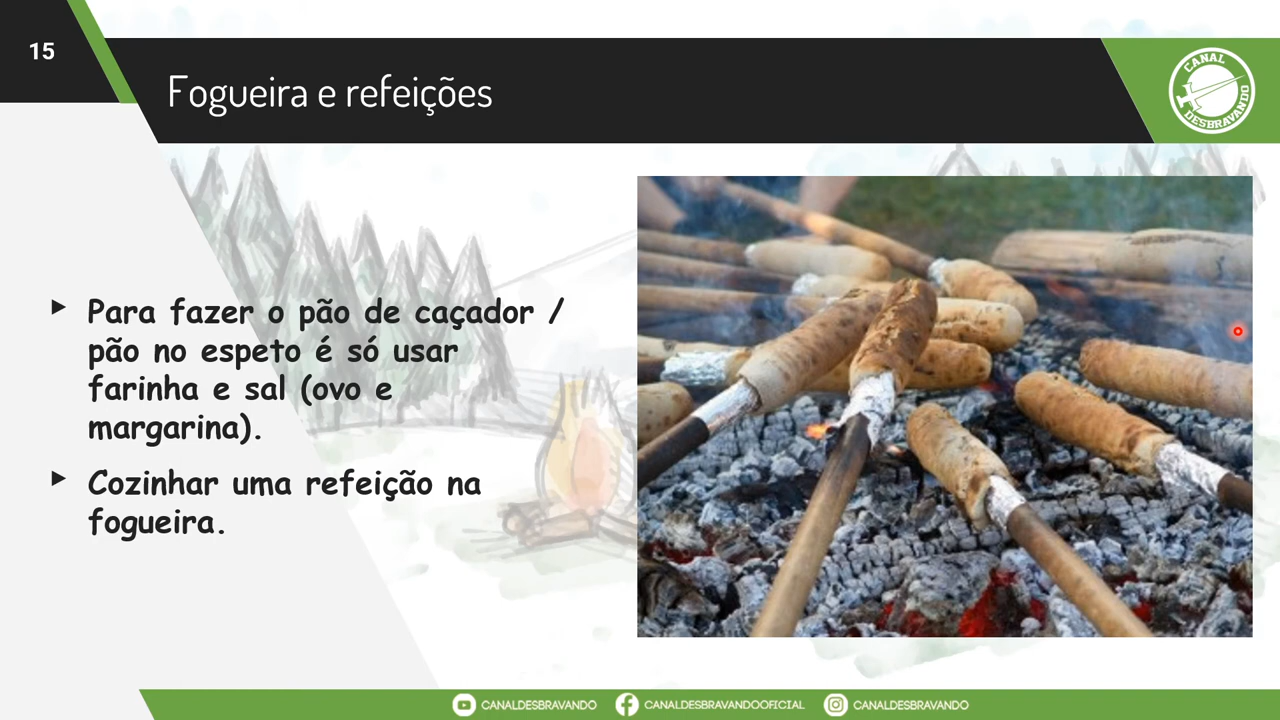 15
Fogueira e refeições
CANAL
DESBRAVANDO
Para fazer o pão de caçador /
pão no espeto é só usar
farinha e sal (ovo e
margarina).
Cozinhar uma refeição na
fogueira.
CANALDESBRAVANDO
CANALDESBRAVANDOOFICIAL
CANALDESBRAVANDO